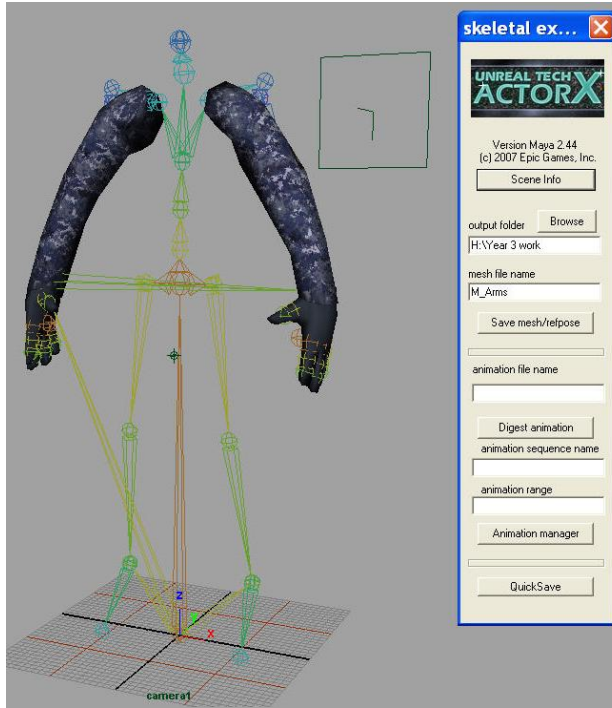 skeletal ex...
UNREAL TECH
ACTORX
Version Maya 2.44
(c) 2007 Epic Games, Inc.
Scene Info
output folder
Browse
H:\Year 3 work
mesh file name
M_Arms
Save mesh/refpose
animation file name
Digest animation
animation sequence name
animation range
Animation manager
QuickSave
z
x
camera1